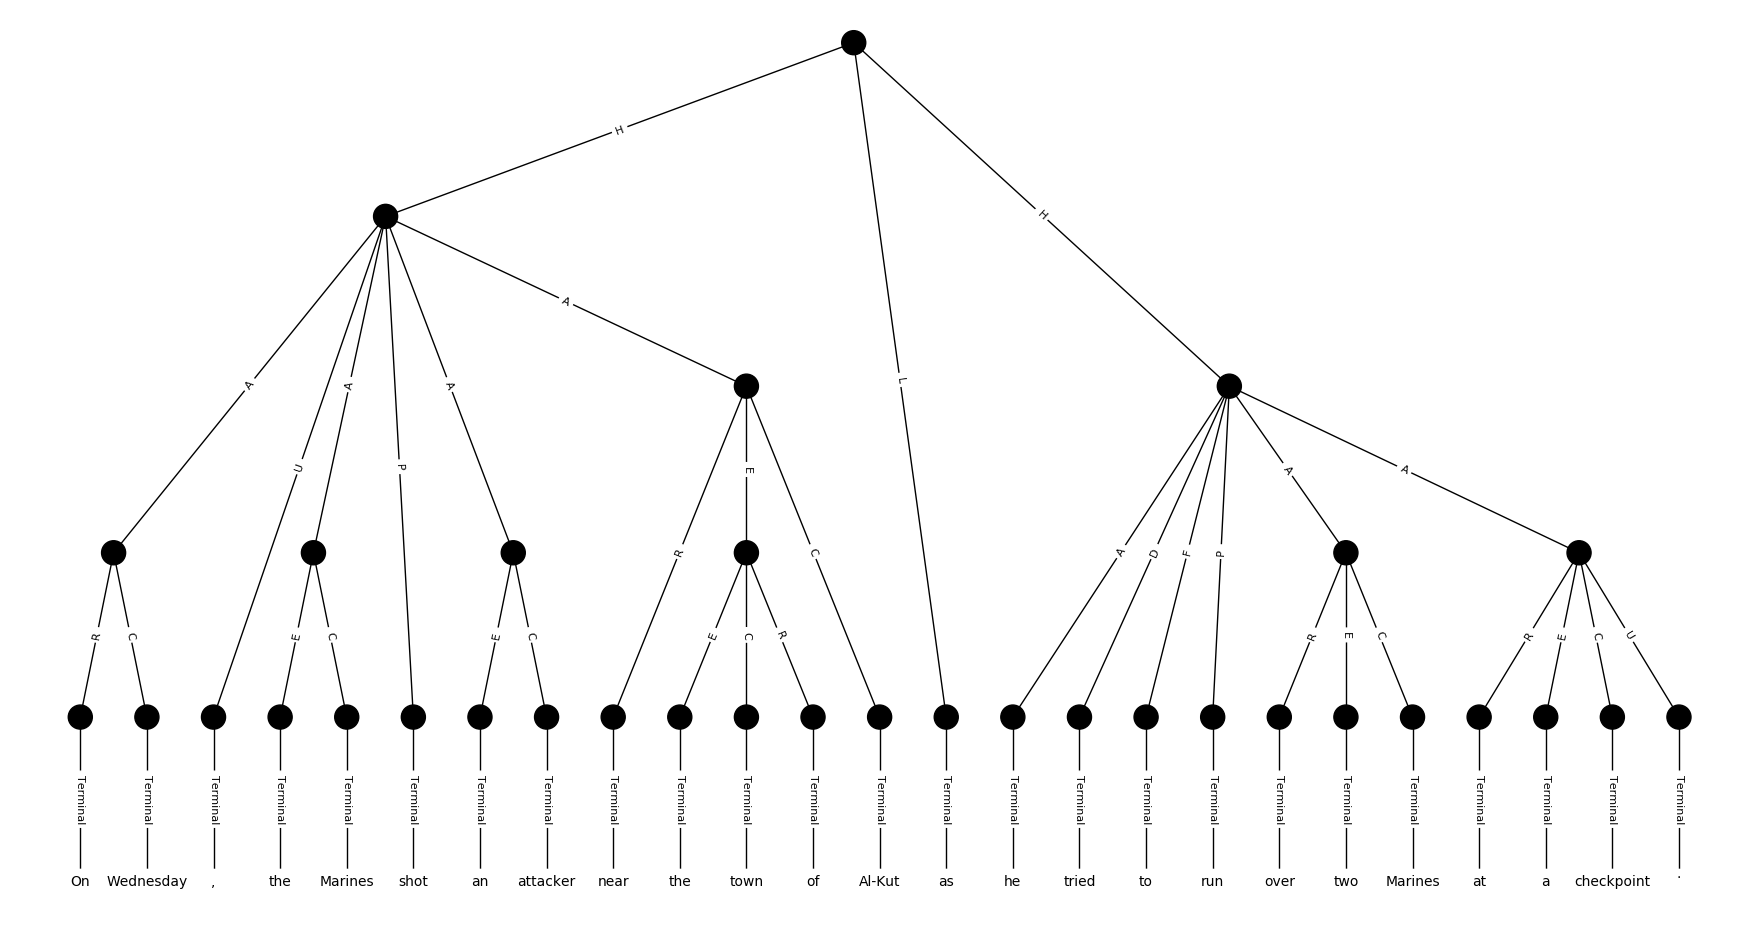 H
H
A
A
U
A
A
L
P
A
A
E
R
C
A
D
F
P
R
C
E
C
E
C
E
C
R
R
E
C
R
E
C
U
Terminal Terminal Terminal Terminal Terminal Terminal Terminal Terminal Terminal Terminal Terminal Terminal Terminal Terminal Terminal Terminal Terminal Terminal Terminal Terminal Terminal Terminal Terminal Terminal Terminal
On Wednesday , the Marines shot an attacker near the town of Al-Kut as he tried to run over two Marines at a checkpoint .